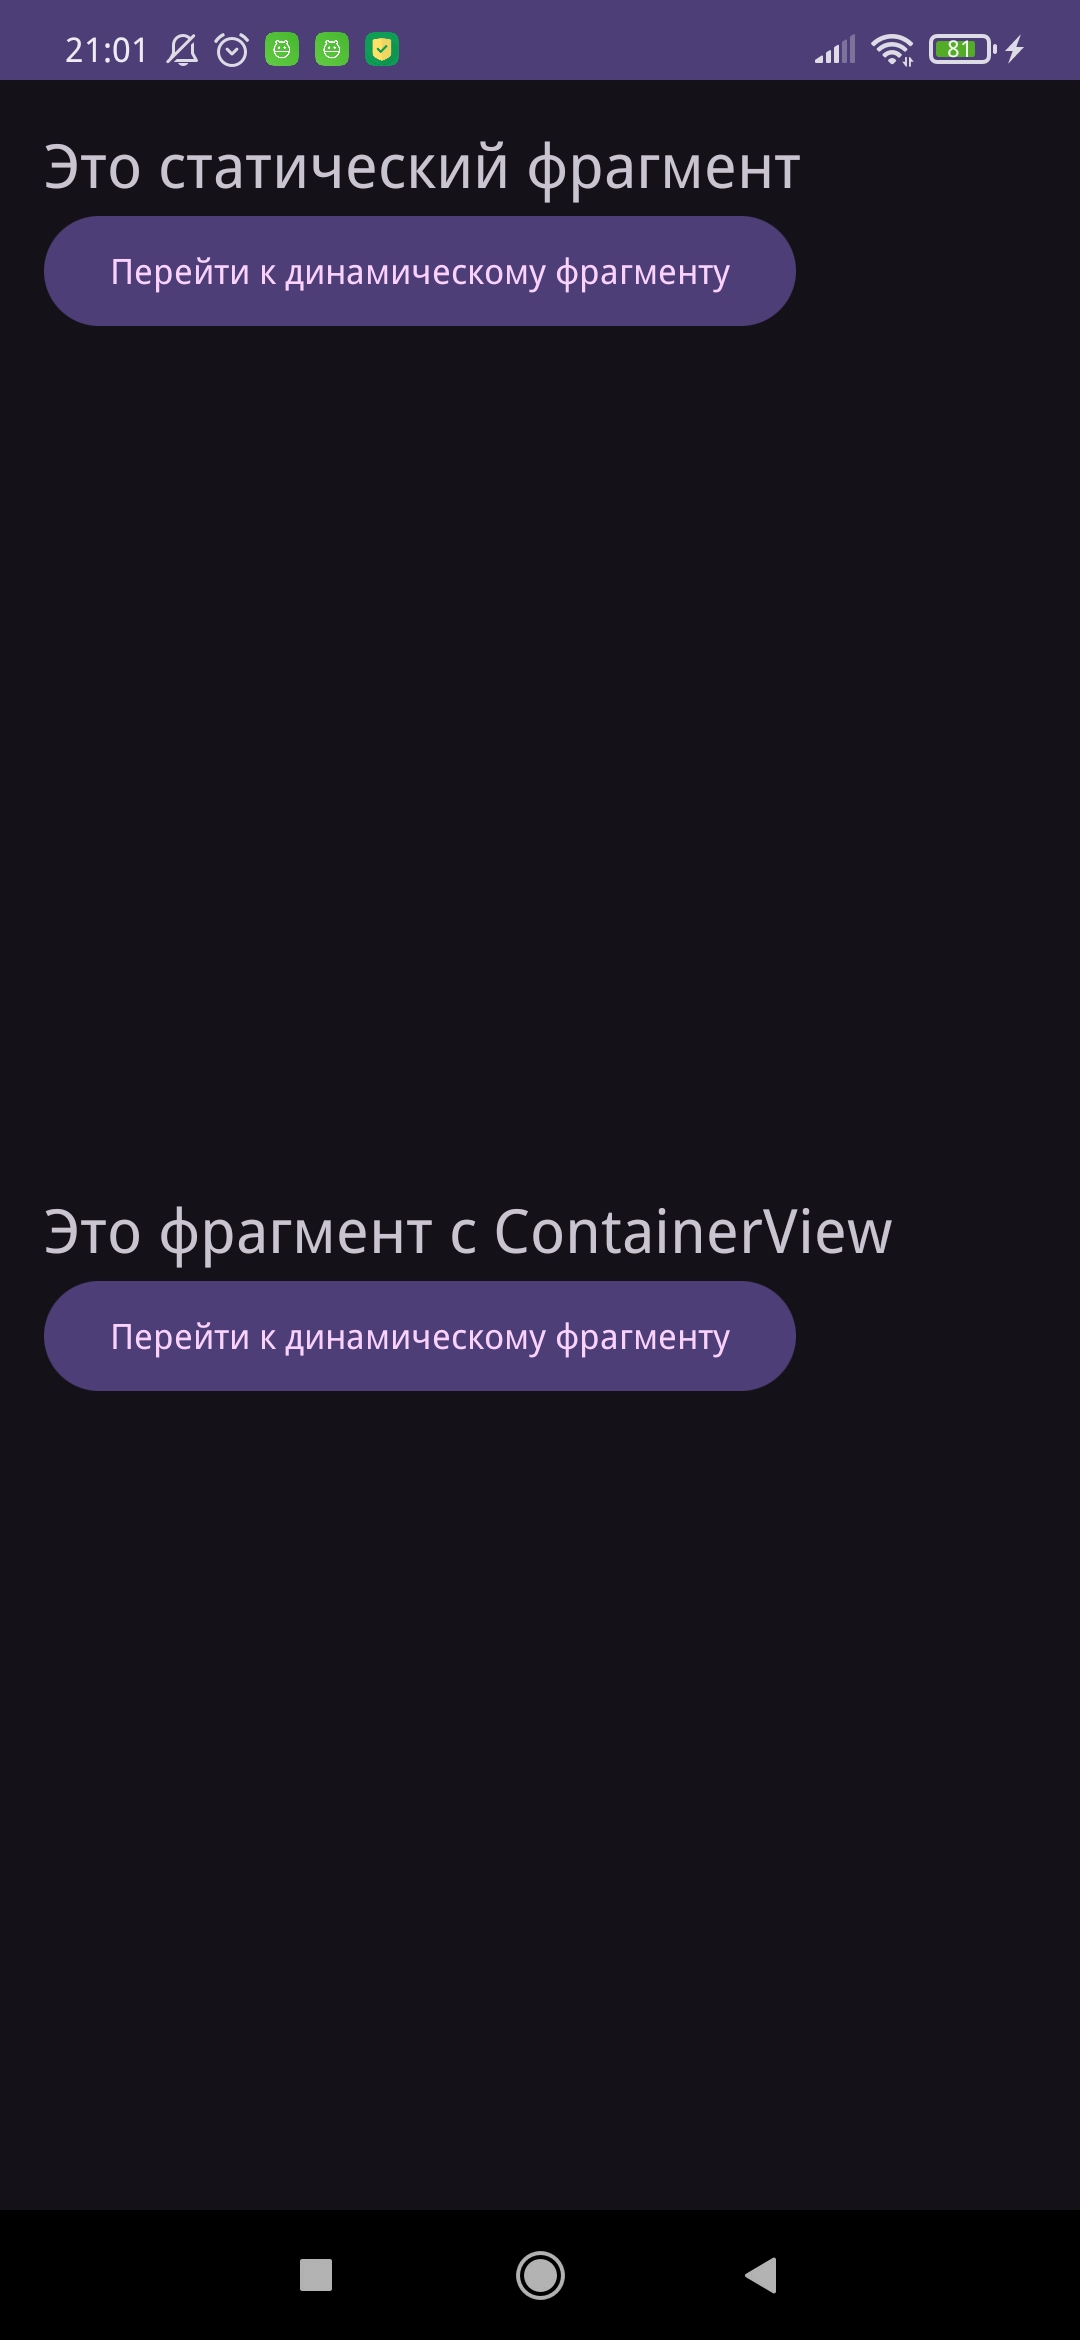 21:01
81
Это статический фрагмент
Перейти к динамическому фрагменту
Это фрагмент с ContainerView
Перейти к динамическому фрагменту